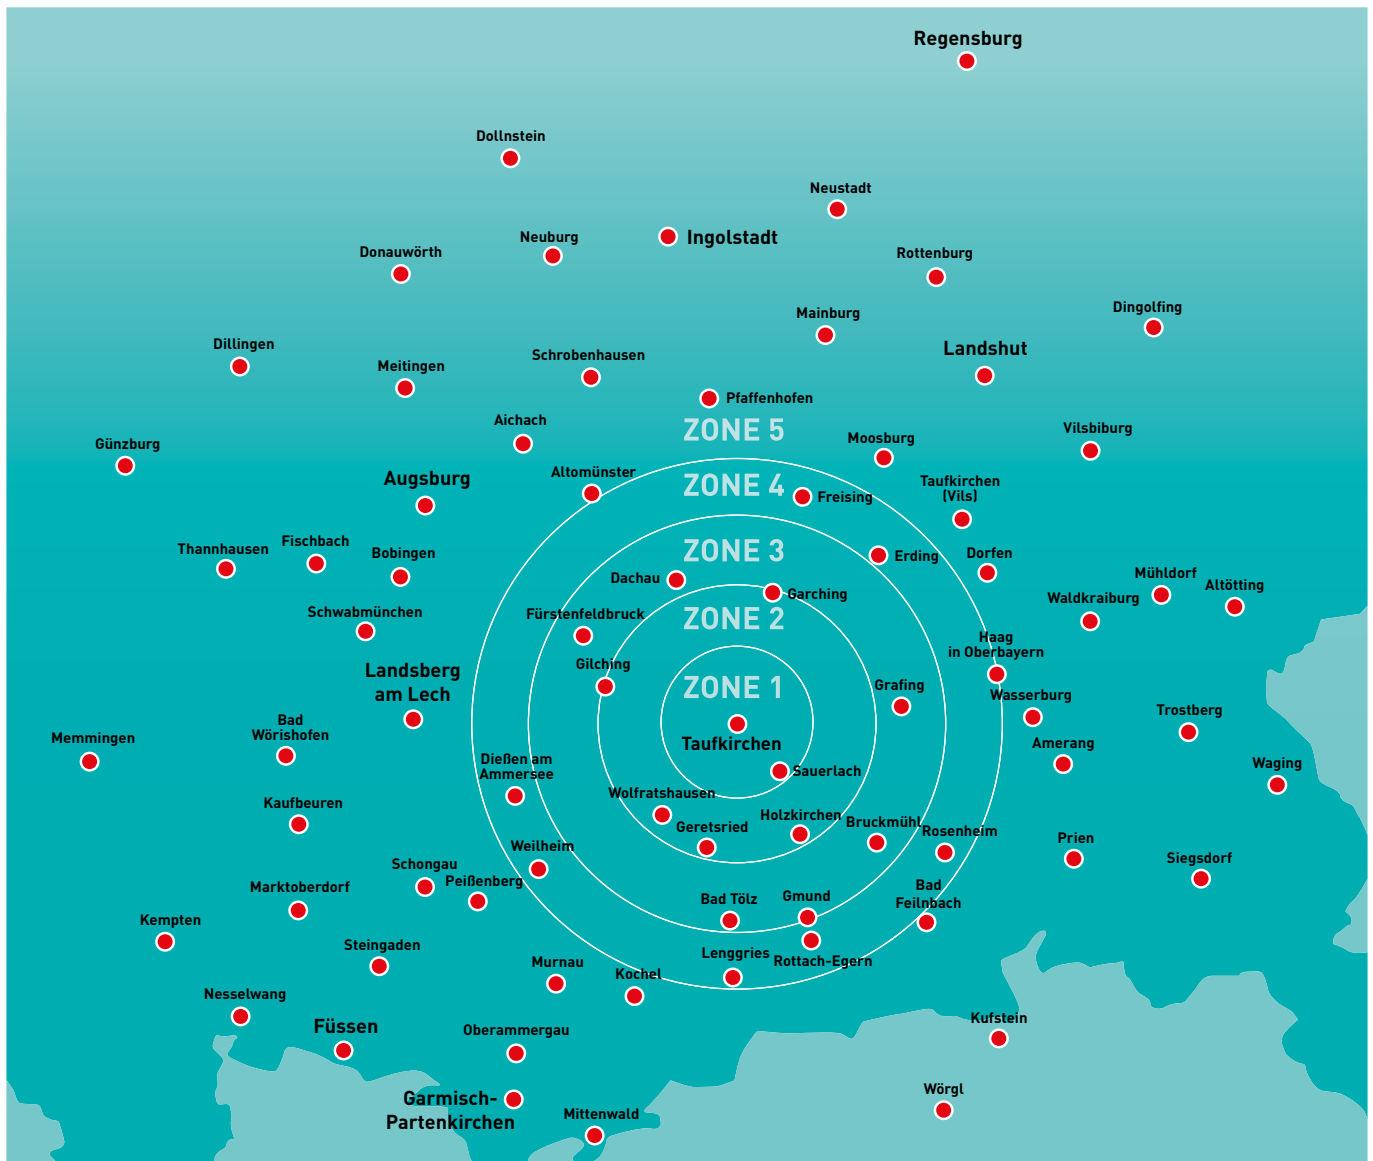 Regensburg
Dollnstein
Neustadt
Neuburg
Ingolstadt
Donauwörth
Rottenburg
Dingolfing
Mainburg
Dillingen
Landshut
Schrobenhausen
Meitingen
Pfaffenhofen
Aichach
ZONE 5
Vilsbiburg
Moosburg
Günzburg
Augsburg
Altomünster
ZONE 4
Taufkirchen
(Vils)
Freising
Thannhausen
Fischbach
Bobingen
ZONE 3
Erding
Dorfen
Mühldorf
Altötting
Dachau
Garching
Waldkraiburg
Schwabmünchen
Fürstenfeldbruck
ZONE 2
Haag
in Oberbayern
Landsberg
am Lech
Gilching
ZONE 1
Grafing
Wasserburg
Trostberg
Bad
Wörishofen
Memmingen
Taufkirchen
Amerang
Waging
Dießen am
Ammersee
Sauerlach
Kaufbeuren
Wolfratshausen
Geretsried
Holzkirchen
Bruckmühl
Rosenheim
Prien
Siegsdorf
Weilheim
Schongau
Peißenberg
Marktoberdorf
Bad Tölz
Gmund
Bad
Feilnbach
Kempten
Steingaden
Lenggries
Rottach-Egern
Murnau
Kochel
Nesselwang
Füssen
Oberammergau
Kufstein
Garmisch-
Partenkirchen
Mittenwald
Wörgl